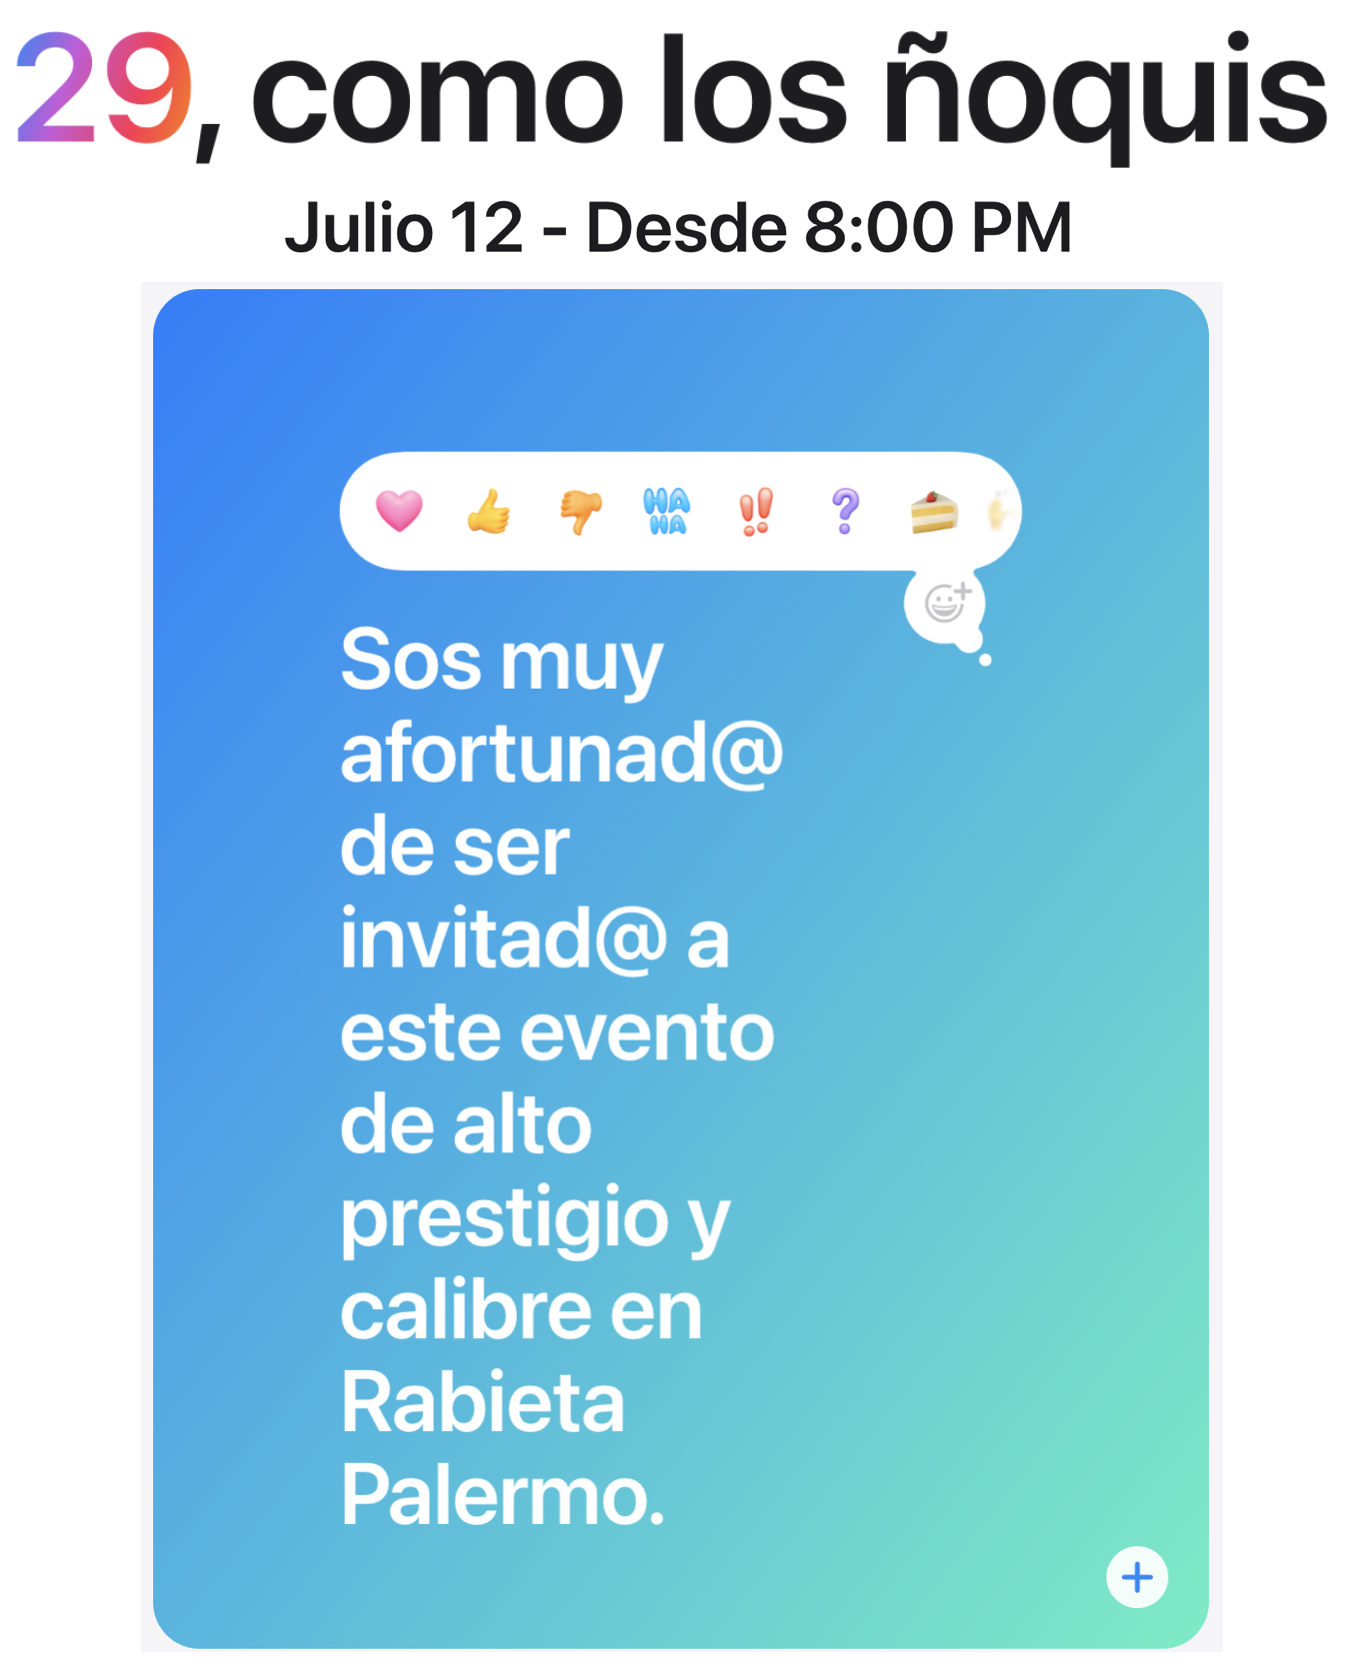 29, como los ñoquis
Julio 12 - Desde 8:00 PM
HA
HA
Sos muy
afortunad@
de ser
invitad@ a
este evento
de alto
prestigio y
calibre en
Rabieta
Palermo.